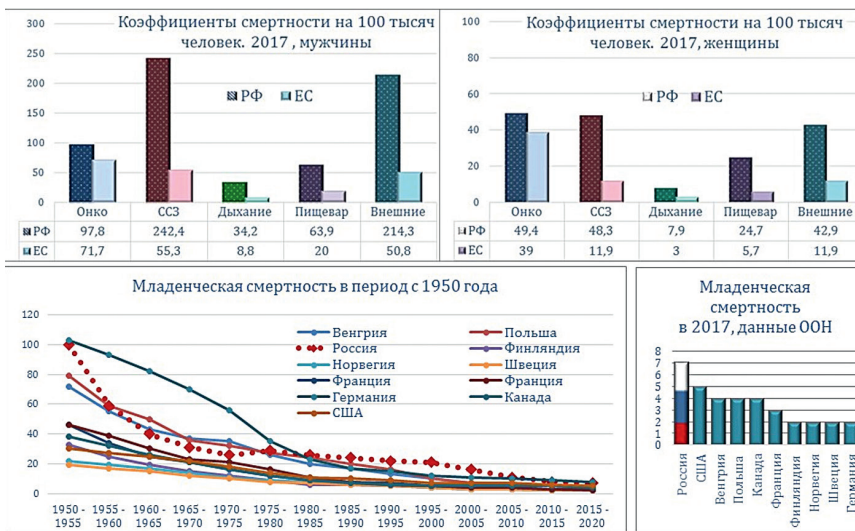 Коэффициенты смертности на 100 тысяч
человек. 2017 , мужчины
300
250
200
150
100
50
0
РФ ЕС
Онко ССЗ Дыхание Пищевар Внешние
РФ 97,8 242,4 34,2 63,9 214,3
ЕС 71,7 55,3 8,8 20 50,8
Коэффициенты смертности на 100 тысяч
человек. 2017, женщины
100
80
60
40
20
0
РФ ЕС
Онко ССЗ Дыхание Пищевар Внешние
РФ 49,4 48,3 7,9 24,7 42,9
ЕС 39 11,9 3 5,7 11,9
Младенческая смертность в период с 1950 года
120
100
80
60
40
20
0
Венгрия Польша
Россия Финляндия
Норвегия Швеция
Франция Франция
Германия Канада
США
1950 - 1955 - 1960 - 1965 - 1970 - 1975 - 1980 - 1985 - 1990 - 1995 - 2000 - 2005 - 2010 - 2015 -
1955 1960 1965 1970 1975 1980 1985 1990 1995 2000 2005 2010 2015 2020
Младенческая
смертность
в 2017, данные ООН
8
7
6
5
4
3
2
1
0
Россия
США
Венгрия
Польша
Канада
Франция
Финляндия
Норвегия
Швеция
Германия